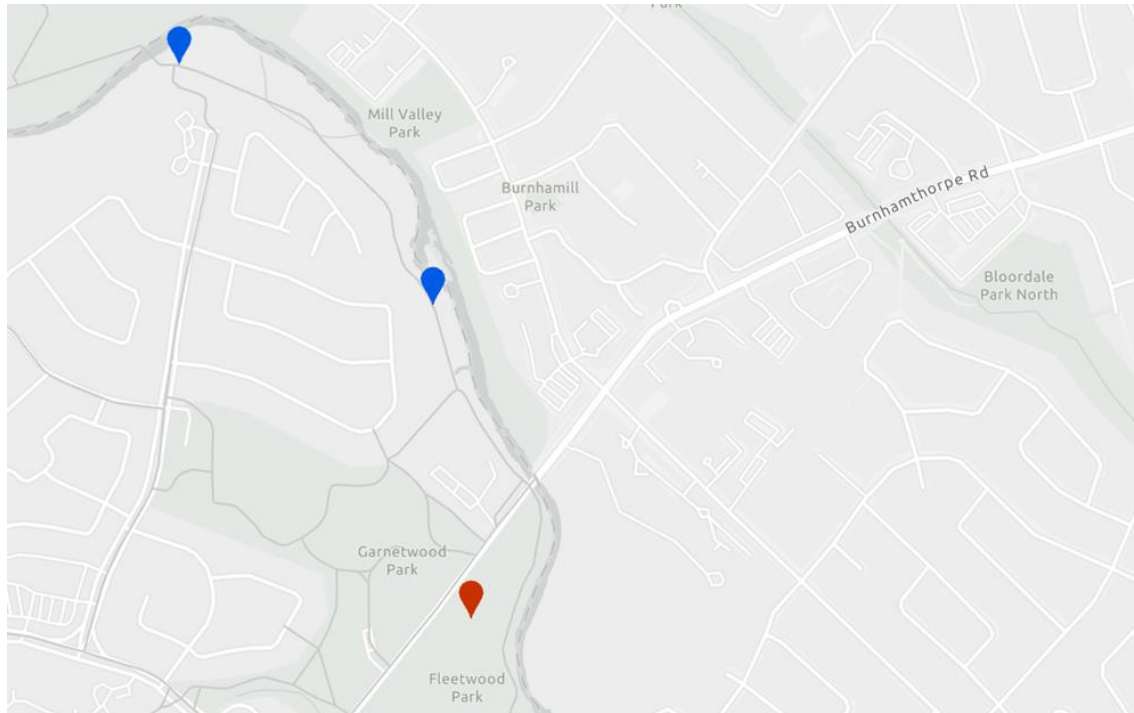 Park
Mill Valley
Park
Burnhamill
Park
Burnhamthorpe Rd
Bloordale
Park North
Garnetwood
Park
Fleetwood
Park